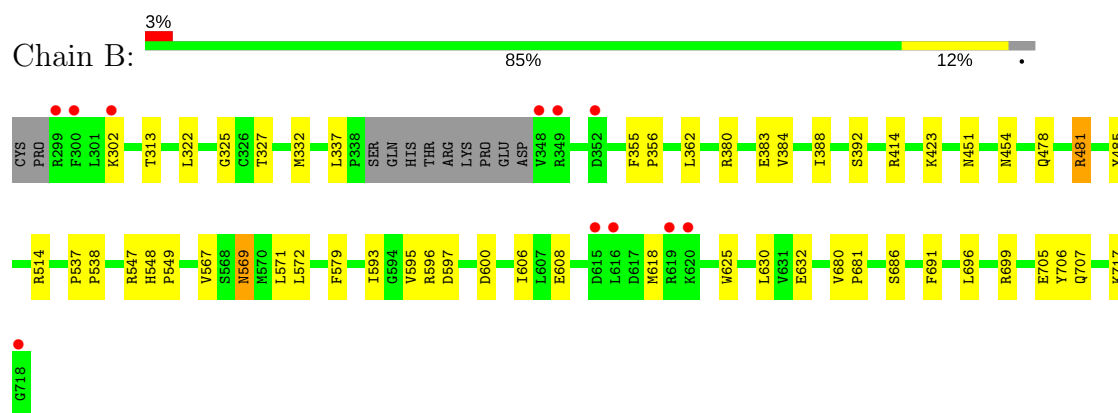 3%
Chain B:
85% 12% •
CYS PRO R299 F300 L301 K302 T313 L322 G325 C326 T327 M332 L337 P338 SER GLN HIS THR ARG LYS PRO GLU ASP V348 R349 D352 F355 P356 L362 R380 E383 V384 I388 S392 R414 K423 N451 N454 Q478 R481 Y485
R514 P537 P538 R547 H548 P549 V567 S568 N569 M570 L571 L572 F579 I593 G594 V595 R596 D597 D600 I606 L607 E608 D615 L616 D617 M618 R619 K620 W625 L630 V631 E632 V680 P681 S686 F691 L696 R699 E705 Y706 Q707 K717
G718